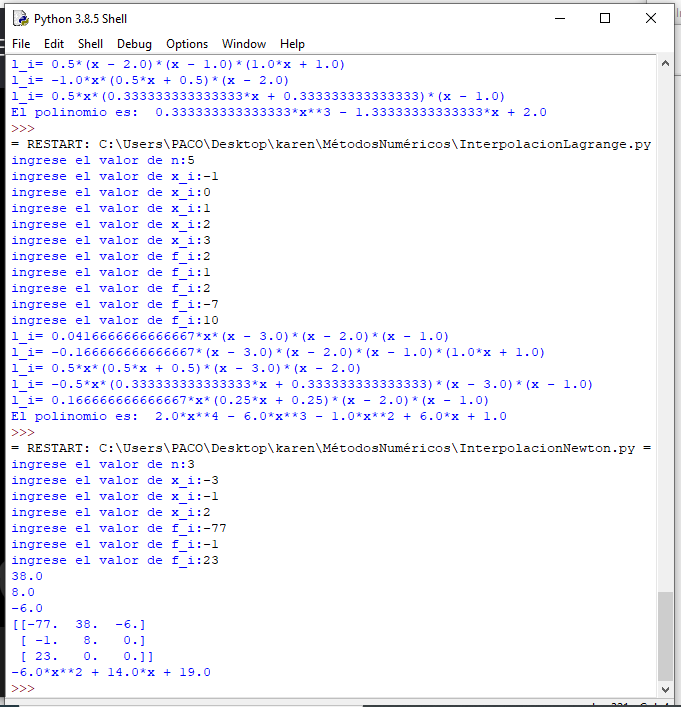 Python 3.8.5 Shell
File Edit Shell Debug Options Window Help
l_i= 0.5*(x - 2.0)*(x - 1.0)*(1.0*x + 1.0)
l_i= -1.0*x*(0.5*x + 0.5)*(x - 2.0)
l_i= 0.5*x*(0.333333333333333*x + 0.333333333333333)*(x - 1.0)
El polinomio es:  0.333333333333333*x**3 - 1.33333333333333*x + 2.0
>>>
= RESTART: C:\Users\PACO\Desktop\karen\MétodosNuméricos\InterpolacionLagrange.py
ingrese el valor de n:5
ingrese el valor de x_i:-1
ingrese el valor de x_i:0
ingrese el valor de x_i:1
ingrese el valor de x_i:2
ingrese el valor de x_i:3
ingrese el valor de f_i:2
ingrese el valor de f_i:1
ingrese el valor de f_i:2
ingrese el valor de f_i:-7
ingrese el valor de f_i:10
l_i= 0.0416666666666667*x*(x - 3.0)*(x - 2.0)*(x - 1.0)
l_i= -0.166666666666667*(x - 3.0)*(x - 2.0)*(x - 1.0)*(1.0*x + 1.0)
l_i= 0.5*x*(0.5*x + 0.5)*(x - 3.0)*(x - 2.0)
l_i= -0.5*x*(0.333333333333333*x + 0.333333333333333)*(x - 3.0)*(x - 1.0)
l_i= 0.166666666666667*x*(0.25*x + 0.25)*(x - 2.0)*(x - 1.0)
El polinomio es:  2.0*x**4 - 6.0*x**3 - 1.0*x**2 + 6.0*x + 1.0
>>>
= RESTART: C:\Users\PACO\Desktop\karen\MétodosNuméricos\InterpolacionNewton.py =
ingrese el valor de n:3
ingrese el valor de x_i:-3
ingrese el valor de x_i:-1
ingrese el valor de x_i:2
ingrese el valor de f_i:-77
ingrese el valor de f_i:-1
ingrese el valor de f_i:23
38.0
8.0
-6.0
[[-77.  38.  -6.]
 [ -1.   8.   0.]
 [ 23.   0.   0.]]
-6.0*x**2 + 14.0*x + 19.0
>>>